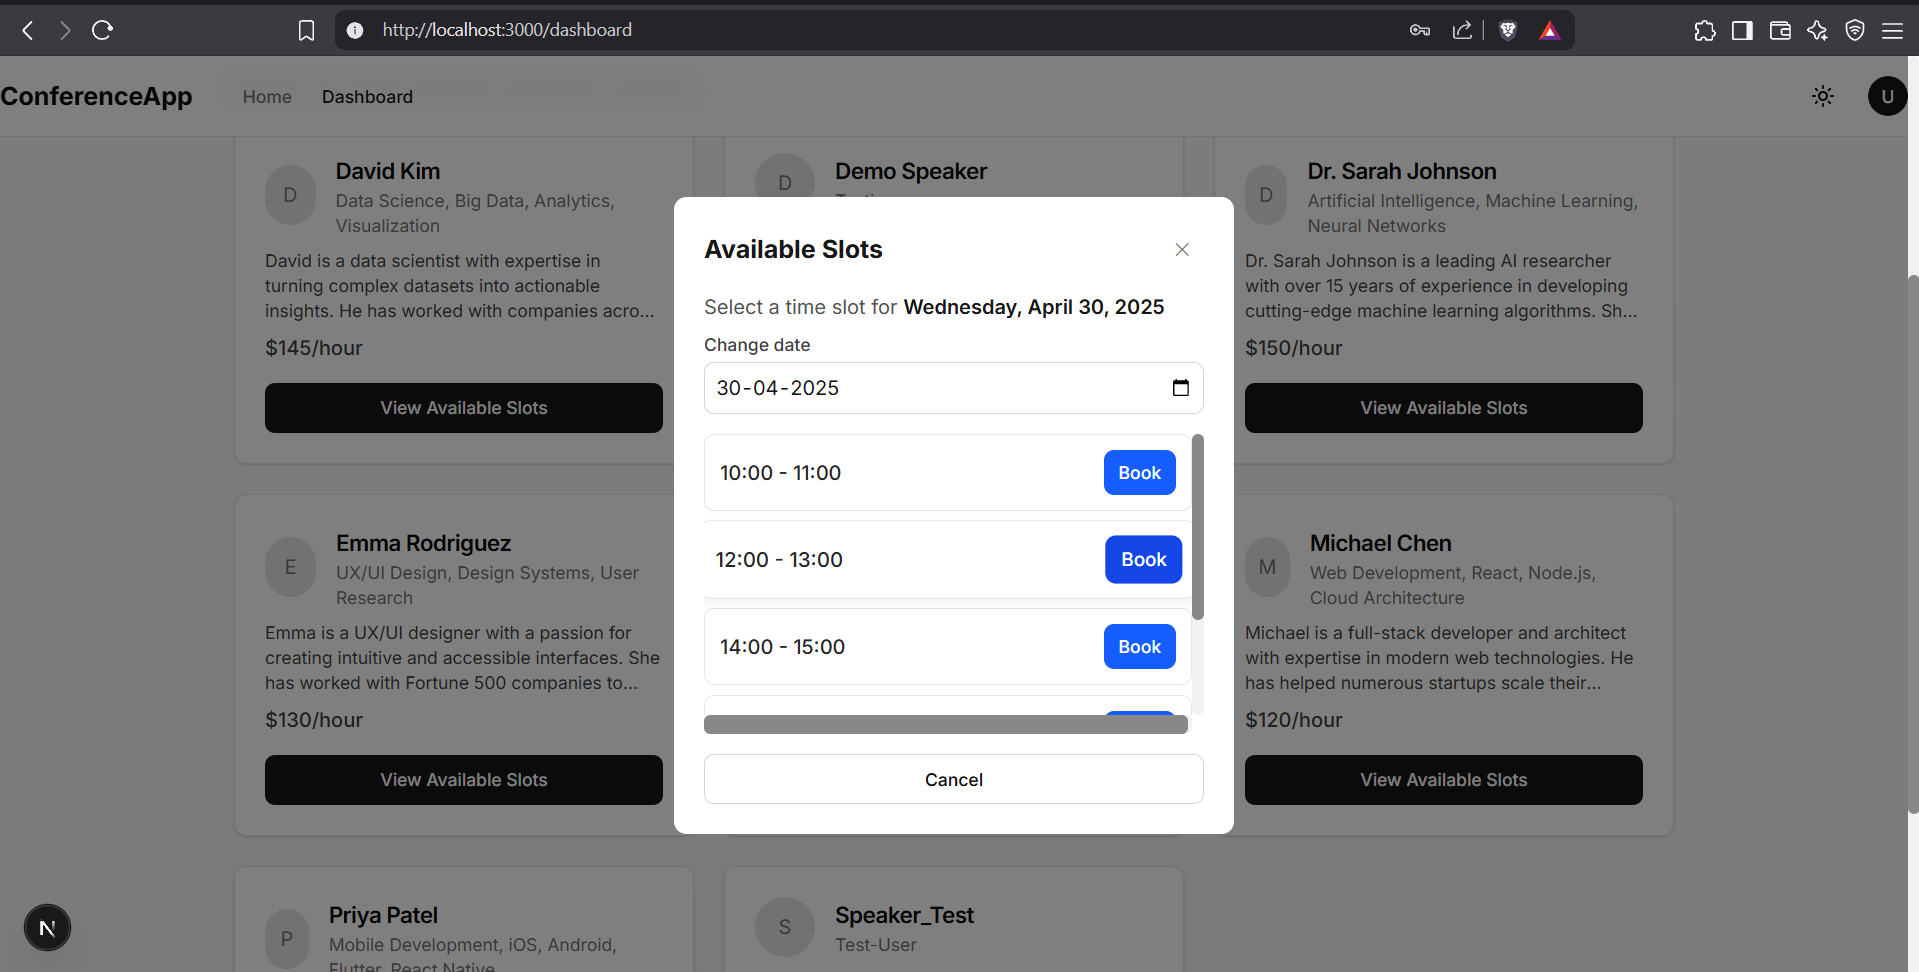 http://localhost:3000/dashboard
ConferenceApp
Home
Dashboard
U
D
David Kim
Data Science, Big Data, Analytics,
Visualization
David is a data scientist with expertise in
turning complex datasets into actionable
insights. He has worked with companies acro...
$145/hour
View Available Slots
D
Demo Speaker
D
Dr. Sarah Johnson
Artificial Intelligence, Machine Learning,
Neural Networks
Dr. Sarah Johnson is a leading AI researcher
with over 15 years of experience in developing
cutting-edge machine learning algorithms. Sh...
$150/hour
View Available Slots
Available Slots
Select a time slot for Wednesday, April 30, 2025
Change date
30-04-2025
10:00 - 11:00
Book
12:00 - 13:00
Book
14:00 - 15:00
Book
Cancel
E
Emma Rodriguez
UX/UI Design, Design Systems, User
Research
Emma is a UX/UI designer with a passion for
creating intuitive and accessible interfaces. She
has worked with Fortune 500 companies to...
$130/hour
View Available Slots
M
Michael Chen
Web Development, React, Node.js,
Cloud Architecture
Michael is a full-stack developer and architect
with expertise in modern web technologies. He
has helped numerous startups scale their...
$120/hour
View Available Slots
N
P
Priya Patel
Mobile Development, iOS, Android,
Flutter, React Native
S
Speaker_Test
Test-User